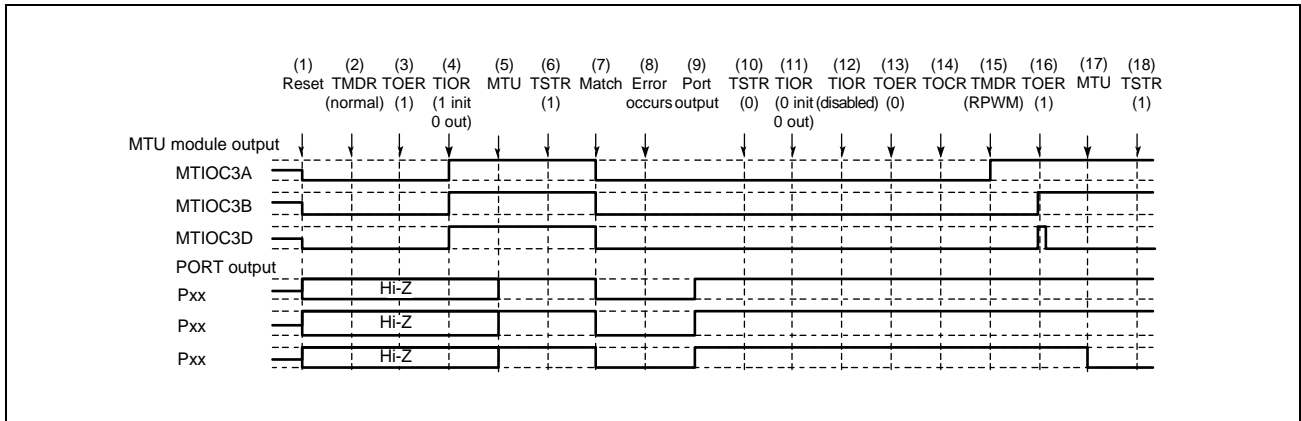 (1) (2) (3) (4) (5) (6) (7) (8) (9) (10) (11) (12) (13) (14) (15) (16) (17) (18)
Reset TMDR TOER TIOR MTU TSTR Match Error Port TSTR TIOR TIOR TOER TOCR TMDR TOER MTU TSTR
(normal) (1) (1 init (1) occurs output (0) (0 init (disabled) (0) (RPWM) (1) (1)
0 out) 0 out)
MTU module output
MTIOC3A
MTIOC3B
MTIOC3D
PORT output
Pxx Hi-Z
Pxx Hi-Z
Pxx Hi-Z